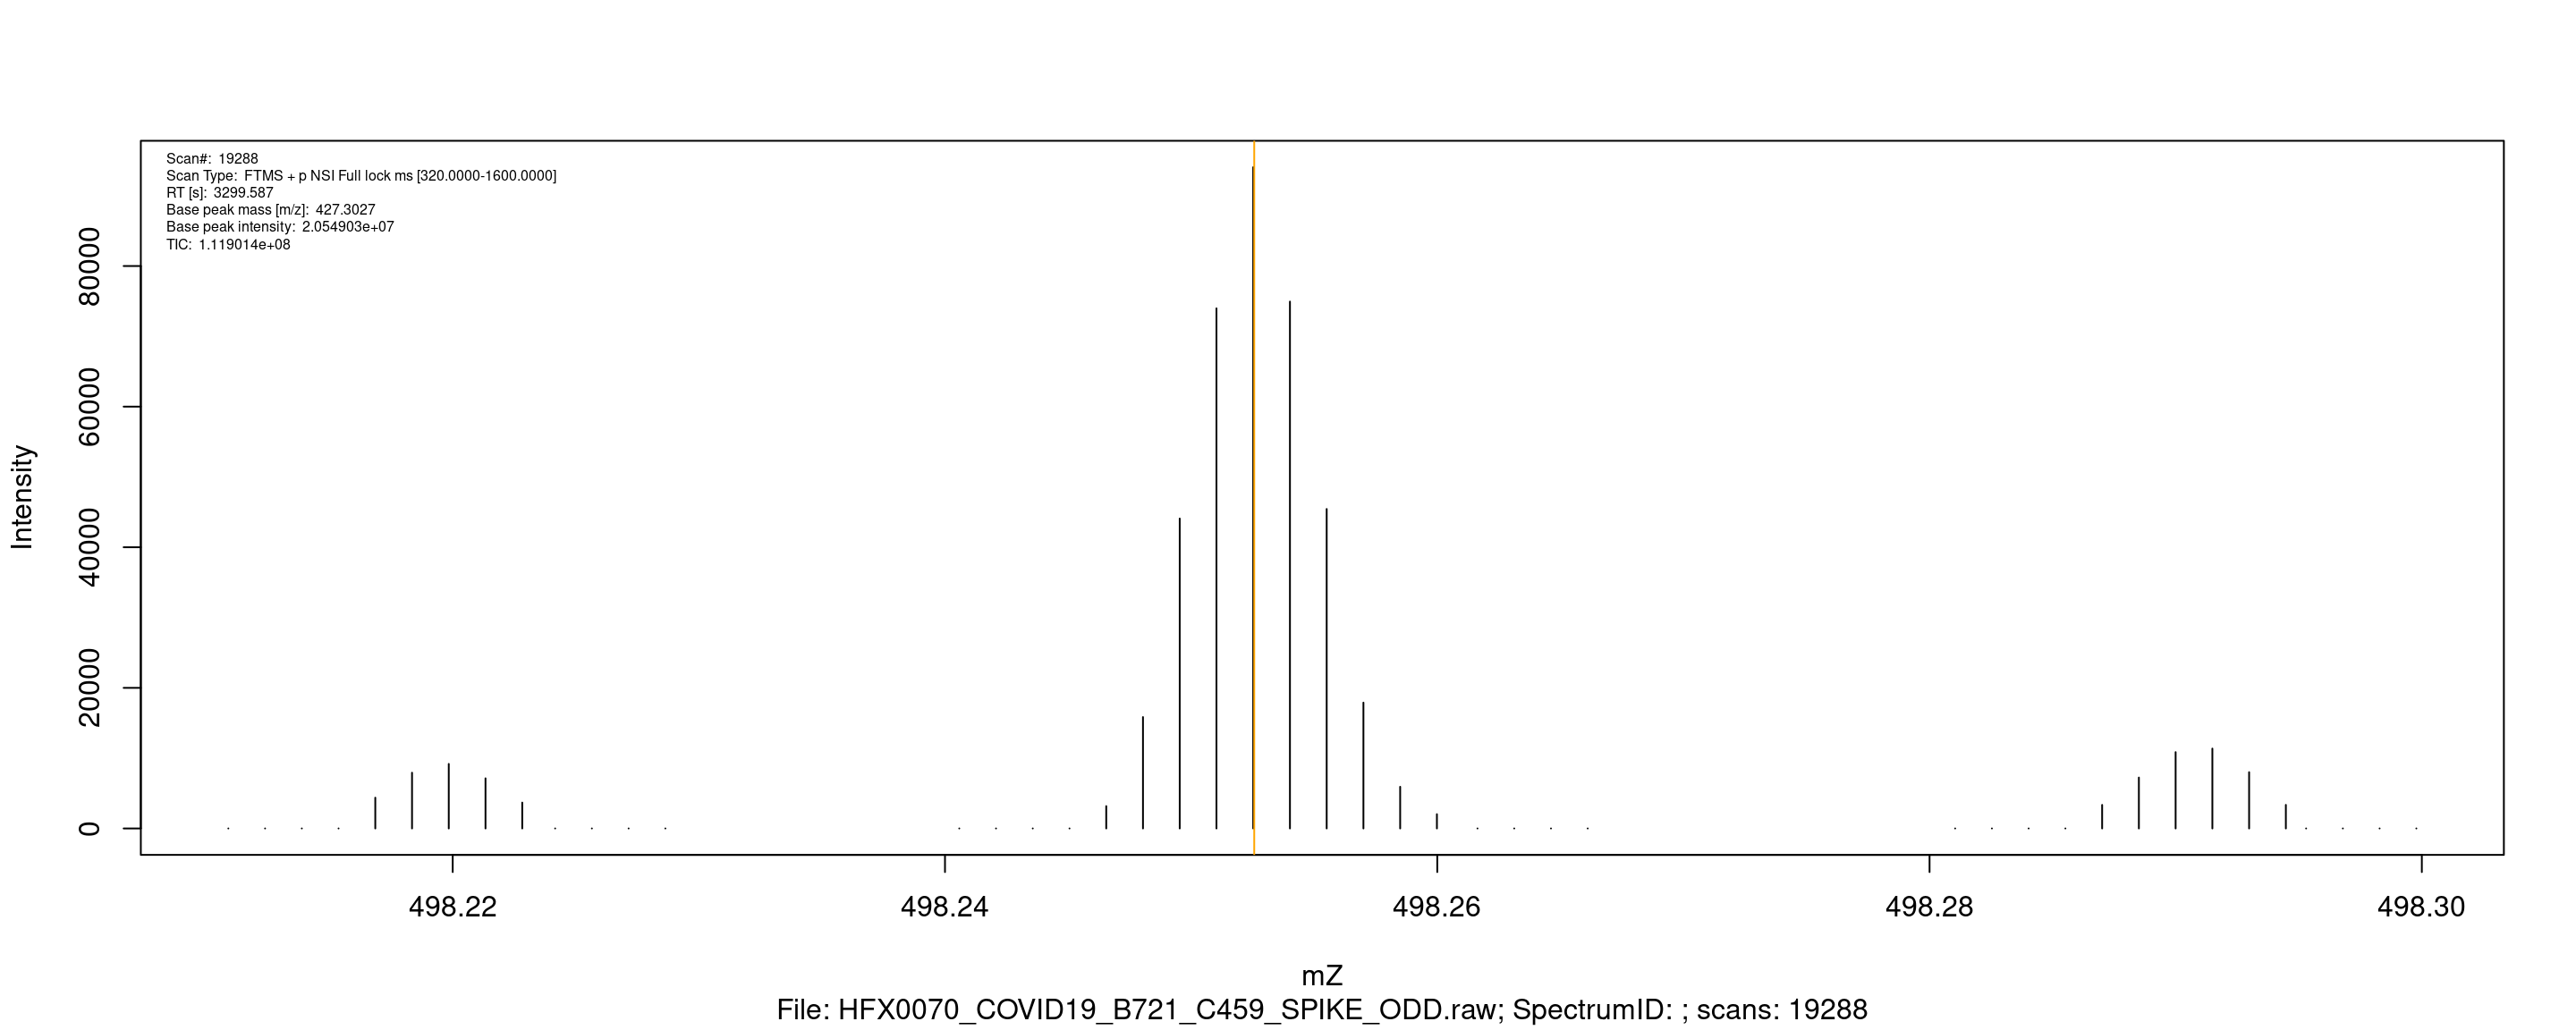 Scan#: 19288
Scan Type: FTMS + p NSI Full lock ms [320.0000-1600.0000]
RT [s]: 3299.587
Base peak mass [m/z]: 427.3027
Base peak intensity: 2.054903e+07
TIC: 1.119014e+08
80000
60000
40000
20000
0
Intensity
498.22 498.24 498.26 498.28 498.30
mZ
File: HFX0070_COVID19_B721_C459_SPIKE_ODD.raw; SpectrumID: ; scans: 19288